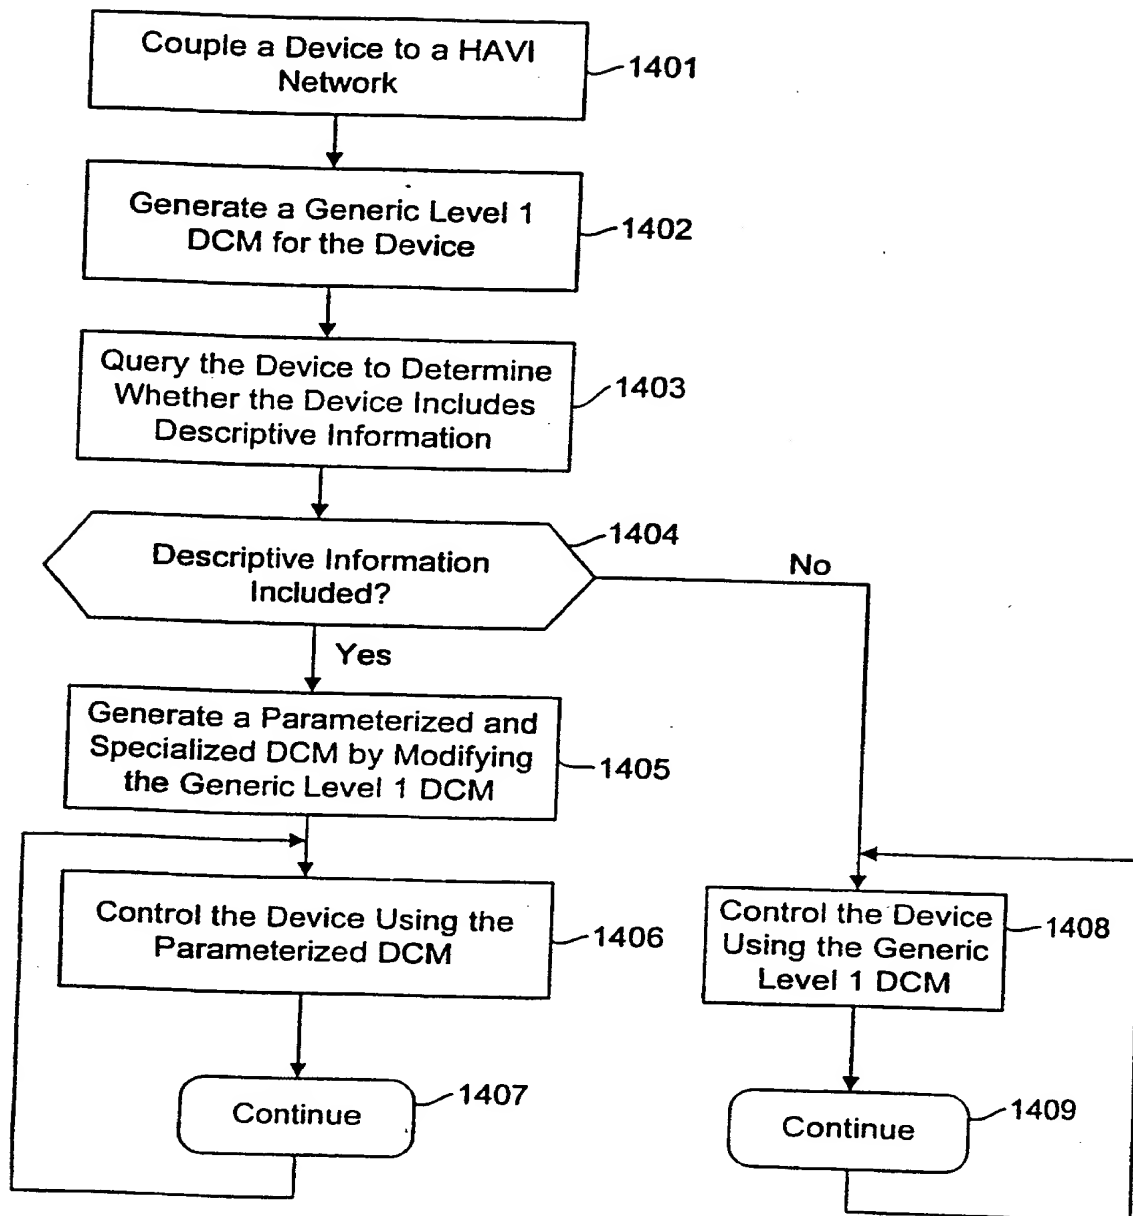 Couple a Device to a HAVI
Network
1401
Generate a Generic Level 1
DCM for the Device
1402
Query the Device to Determine
Whether the Device Includes
Descriptive Information
1403
Descriptive Information
Included?
1404
No
Yes
Generate a Parameterized and
Specialized DCM by Modifying
the Generic Level 1 DCM
1405
Control the Device Using the
Parameterized DCM
1406
Control the Device
Using the Generic
Level 1 DCM
1408
Continue
1407
Continue
1409